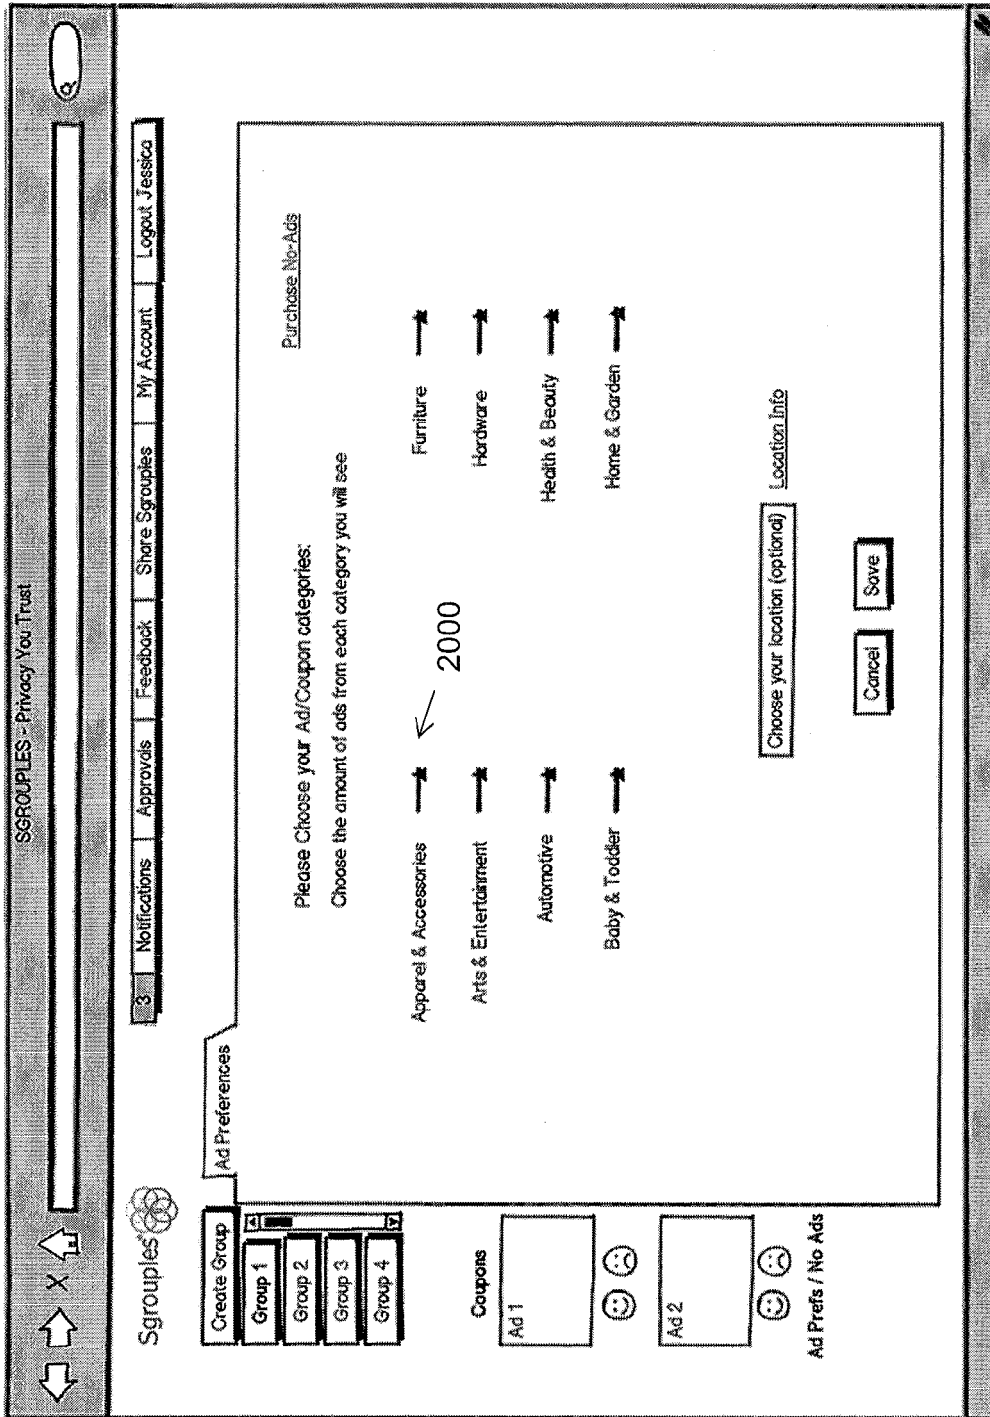 SGROUPLES - Privacy You Trust
Sgrouples
3 Notifications Approvals Feedback Share Sgrouples My Account Logout Jessica
Create Group
Group 1
Group 2
Group 3
Group 4
Coupons
Ad 1
Ad 2
Ad Prefs / No Ads
Ad Preferences
Purchase No-Ads
Please Choose your Ad/Coupon categories:
Choose the amount of ads from each category you will see
2000
Apparel & Accessories Furniture
Arts & Entertainment Hardware
Automotive Health & Beauty
Baby & Toddler Home & Garden
Choose your location (optional) Location Info
Cancel Save